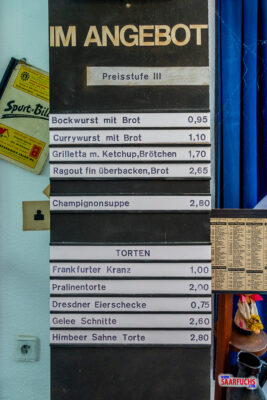 IM ANGEBOT
Preisstufe III
Sport-Bil
Bockwurst mit Brot 0,95
Currywurst mit Brot 1,10
Grilletta m. Ketchup,Brötchen 1,70
Ragout fin überbacken,Brot 2,65
Champignonsuppe 2,80
TORTEN
Frankfurter Kranz 1,00
Pralinentorte 2,00
Dresdner Eierschecke 0,75
Gelee Schnitte 2,60
Himbeer Sahne Torte 2,80
SAARFUCHS